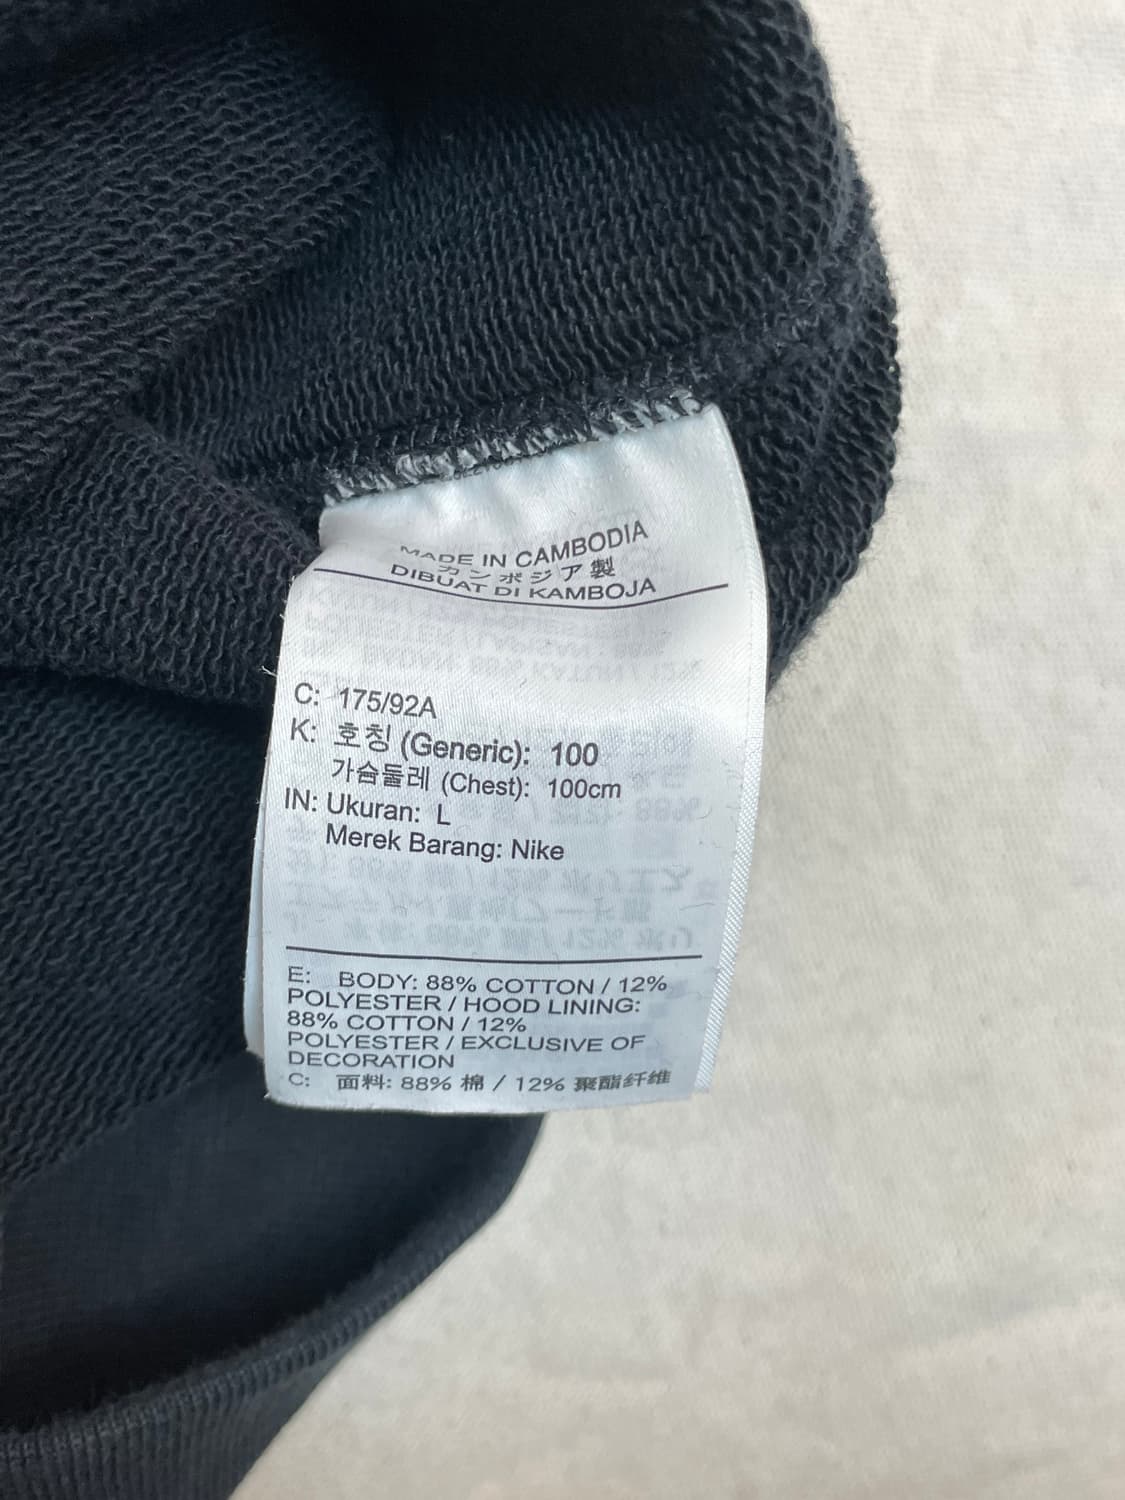 MADE IN CAMBODIA
カンボジア製
DIBUAT DI KAMBOJA
C: 175/92A
K: 호칭 (Generic): 100
가슴둘레 (Chest): 100cm
IN: Ukuran: L
Merek Barang: Nike
E: BODY: 88% COTTON / 12%
POLYESTER / HOOD LINING:
88% COTTON / 12%
POLYESTER / EXCLUSIVE OF
DECORATION
C: 面料: 88% 棉 / 12% 聚酯纤维